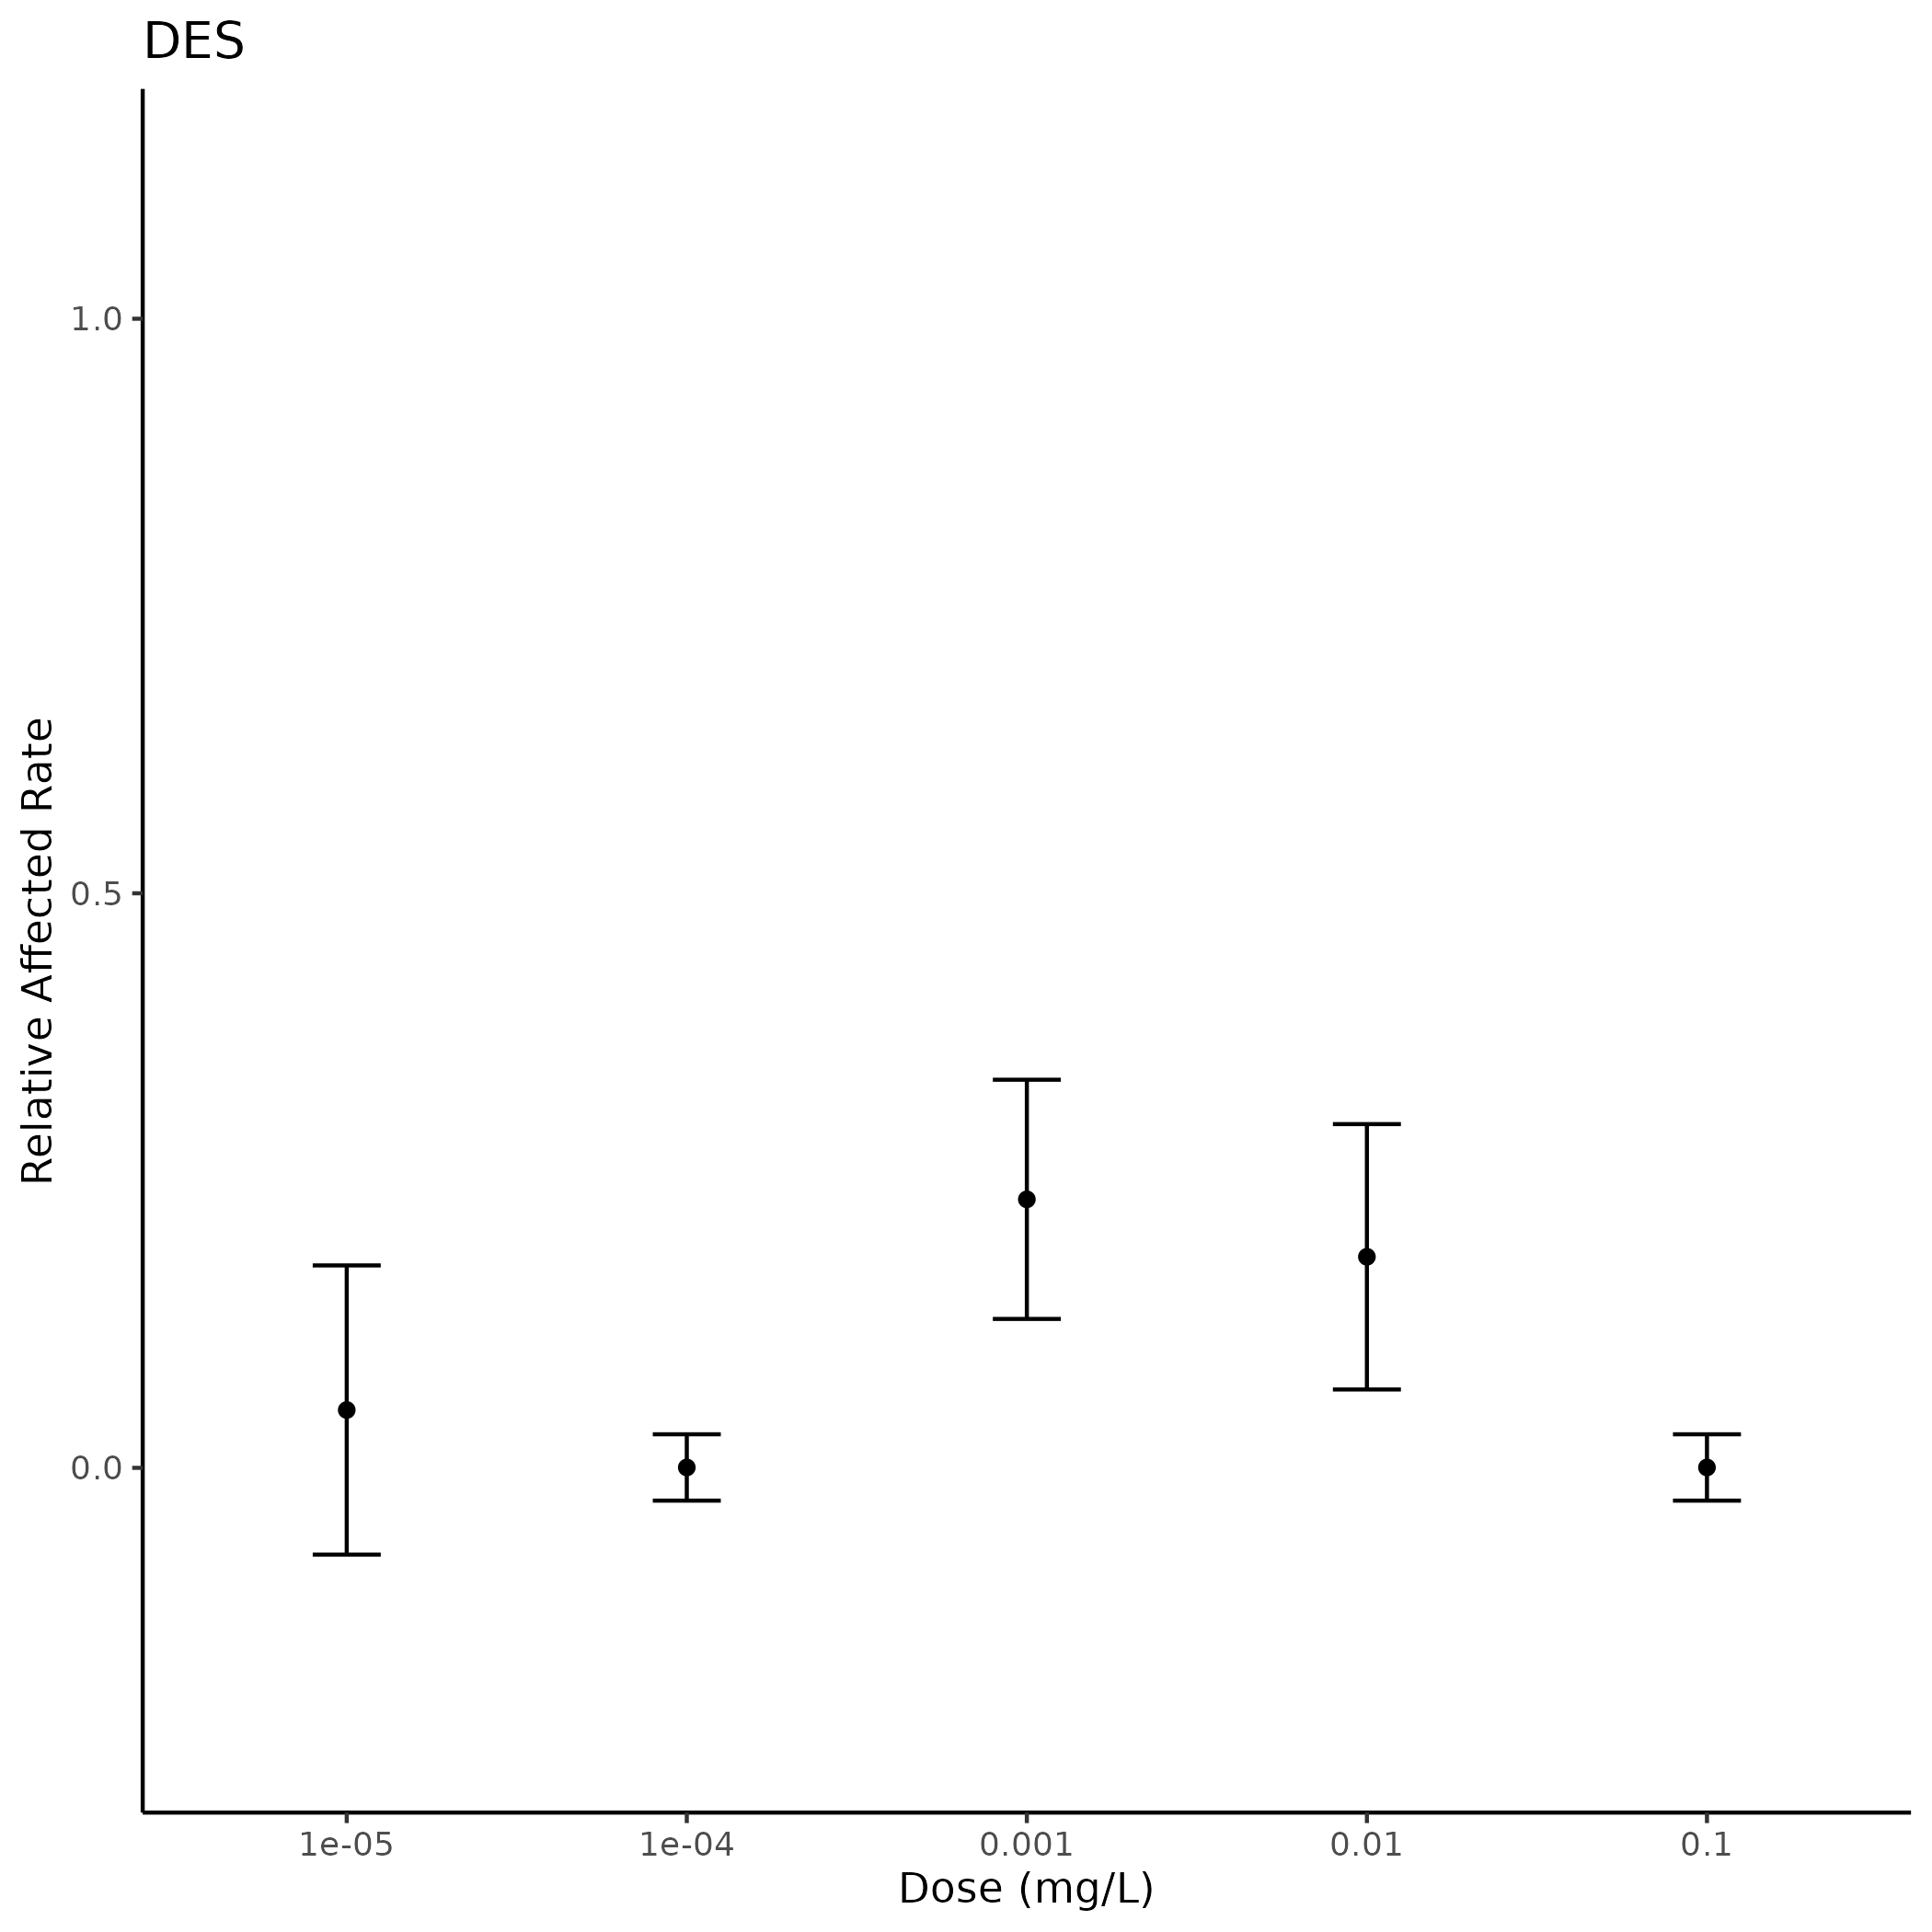 DES
Relative Affected Rate
1.0
0.5
0.0
1e-05 1e-04 0.001 0.01 0.1
Dose (mg/L)